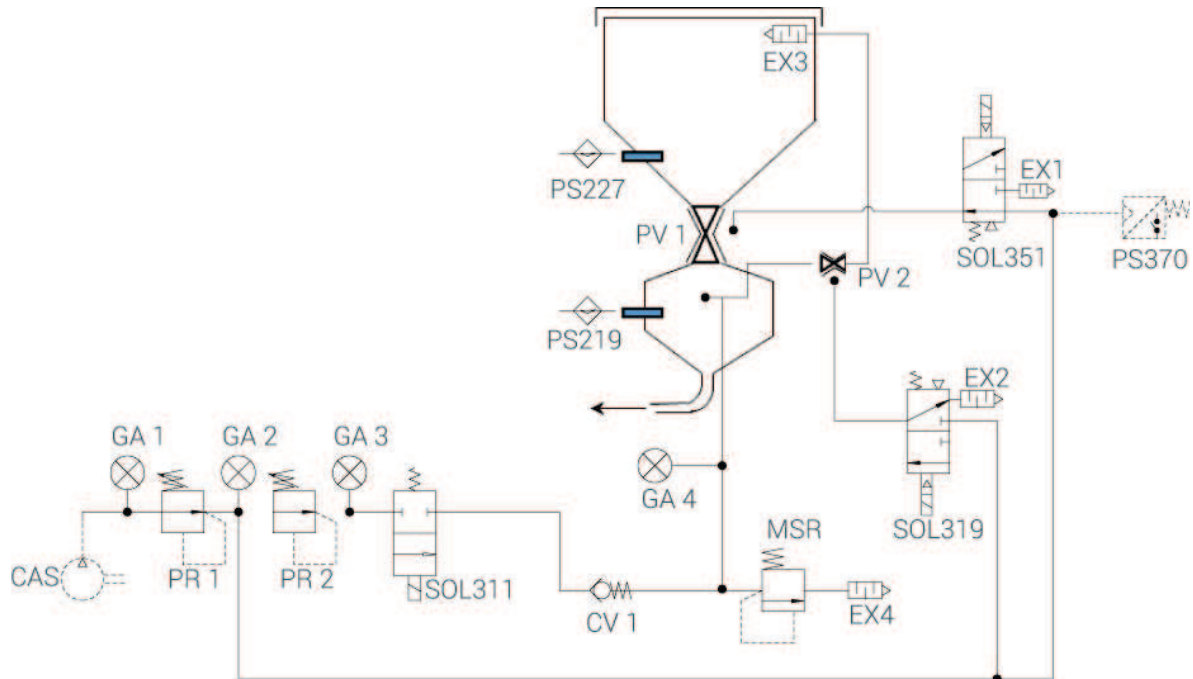 EX3
PS227
EX1
PV 1
SOL351
PS370
PV 2
PS219
EX2
GA 1
GA 2
GA 3
GA 4
SOL319
MSR
CAS
PR 1
PR 2
SOL311
CV 1
EX4